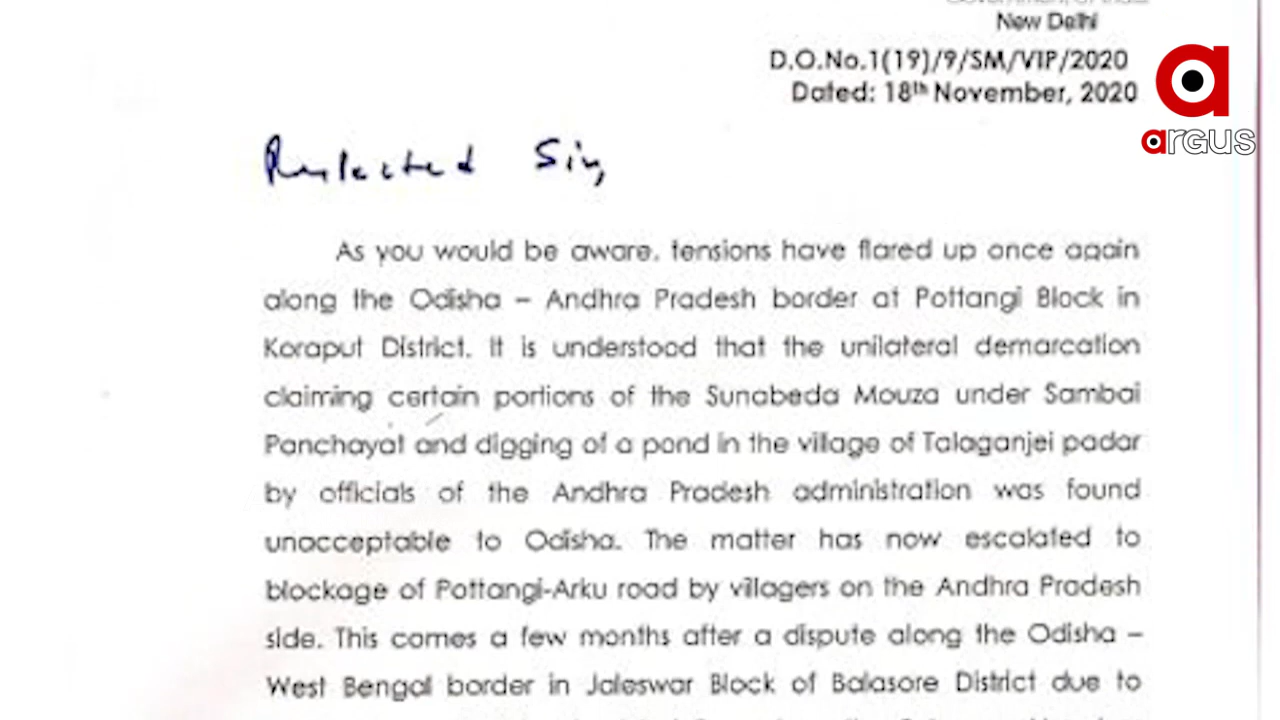 Government of India
New Delhi
D.O.No.1(19)/9/SM/VIP/2020
Dated: 18th November, 2020
argus
Respected Sir,
As you would be aware, tensions have flared up once again
along the Odisha – Andhra Pradesh border at Pottangi Block in
Koraput District. It is understood that the unilateral demarcation
claiming certain portions of the Sunabeda Mouza under Sambai
Panchayat and digging of a pond in the village of Talaganjei padar
by officials of the Andhra Pradesh administration was found
unacceptable to Odisha. The matter has now escalated to
blockage of Pottangi-Arku road by villagers on the Andhra Pradesh
side. This comes a few months after a dispute along the Odisha –
West Bengal border in Jaleswar Block of Balasore District due to